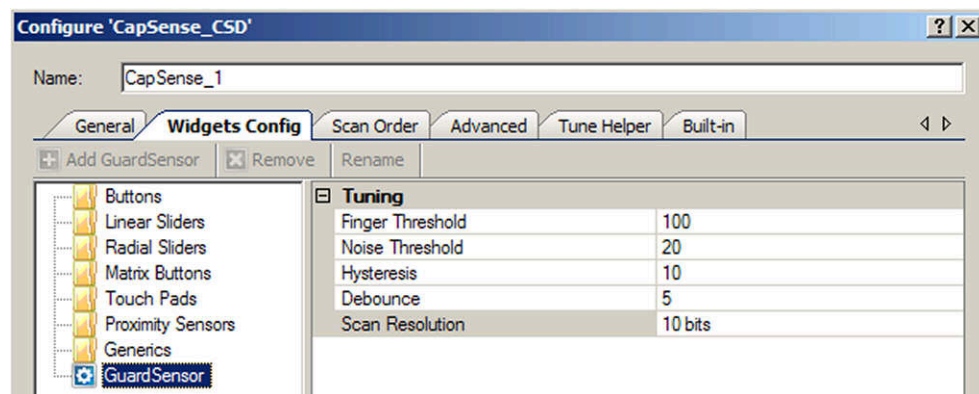 Configure 'CapSense_CSD'
Name: CapSense_1
General Widgets Config Scan Order Advanced Tune Helper Built-in
Add GuardSensor Remove Rename
Buttons
Linear Sliders
Radial Sliders
Matrix Buttons
Touch Pads
Proximity Sensors
Generics
GuardSensor
Tuning
Finger Threshold 100
Noise Threshold 20
Hysteresis 10
Debounce 5
Scan Resolution 10 bits